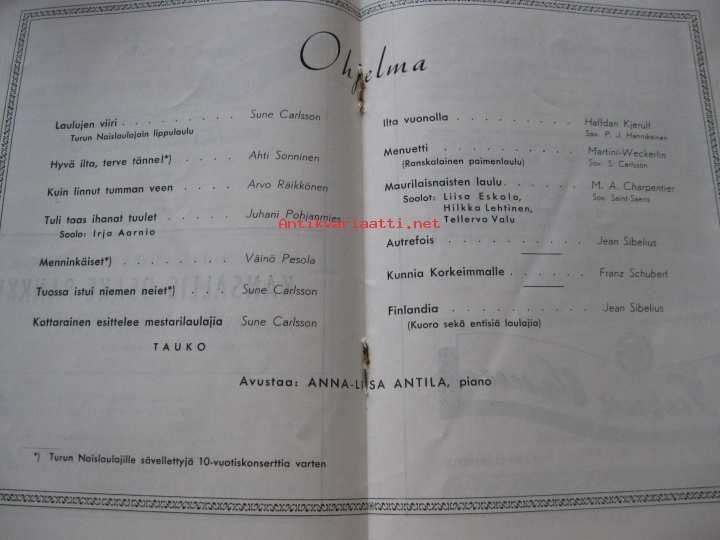 Ohjelma
Laulujen viiri . . . . . . . . . Sune Carlsson
Turun Naislaulajain lippulaulu
Hyvä ilta, terve tänne!*) . . . . Ahti Sonninen
Kuin linnut tumman veen . . . . Arvo Räikkönen
Tuli taas ihanat tuulet . . . . . Juhani Pohjanmies
Soolo: Irja Aarnio
Menninkäiset*) . . . . . . . . Väinö Pesola
Tuossa istui niemen neiet*) . . . Sune Carlsson
Kottarainen esittelee mestarilaulajia Sune Carlsson
TAUKO
Ilta vuonolla . . . . . . . . . Halfdan Kjerulf
Sov. P. J. Hannikainen
Menuetti . . . . . . . . . . Martini-Weckerlin
(Ranskalainen paimenlaulu) Sov. S. Carlsson
Maurilaisnaisten laulu . . . . . . M. A. Charpentier
Soolot: Liisa Eskola, Sov. Saint-Saëns
Hilkka Lehtinen,
Tellervo Valu
Autrefois . . . . . . . . . . Jean Sibelius
Kunnia Korkeimmalle . . . . . . Franz Schubert
Finlandia . . . . . . . . . . Jean Sibelius
(Kuoro sekä entisiä laulajia)
Avustaa: ANNA-LIISA ANTILA, piano
*) Turun Naislaulajille sävellettyjä 10-vuotiskonserttia varten
Antikvariaatti.net